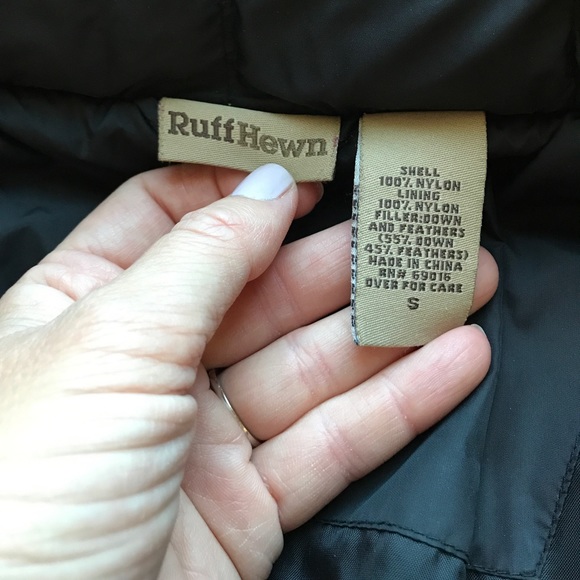 RuffHewn
SHELL
100% NYLON
LINING
100% NYLON
FILLER:DOWN
AND FEATHERS
(55% DOWN
45% FEATHERS)
MADE IN CHINA
RN# 69016
OVER FOR CARE
S